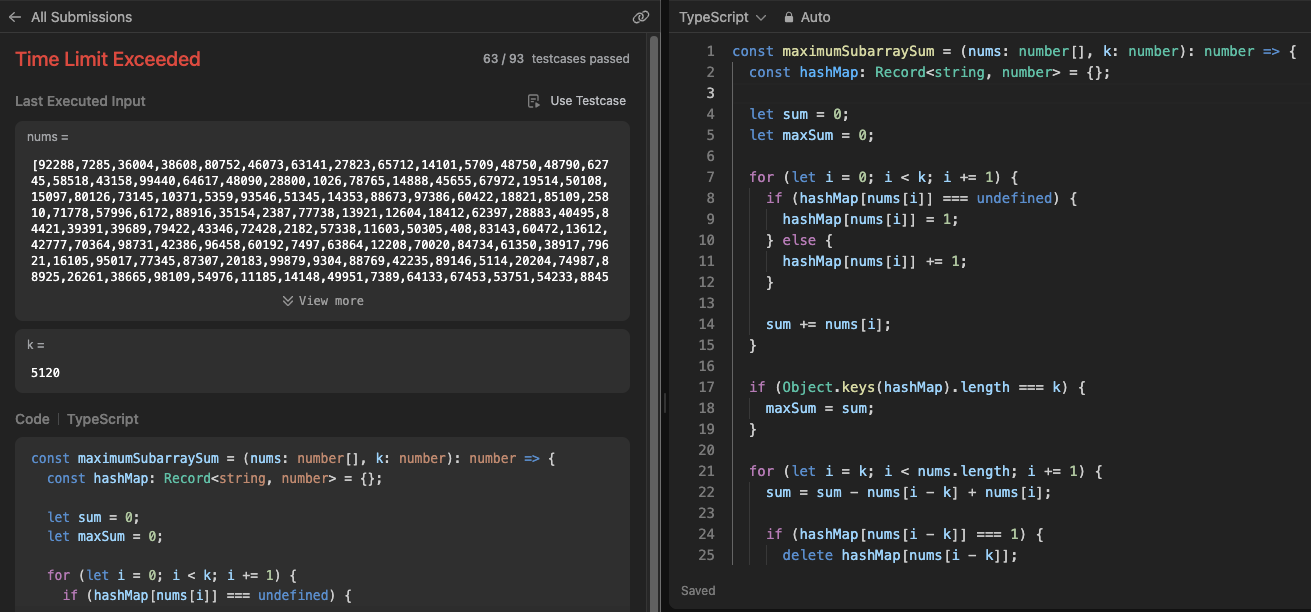 All Submissions
Time Limit Exceeded
63 / 93 testcases passed
Last Executed Input
Use Testcase
nums =
[92288,7285,36004,38608,80752,46073,63141,27823,65712,14101,5709,48750,48790,627
45,58518,43158,99440,64617,48090,28800,1026,78765,14888,45655,67972,19514,50108,
15097,80126,73145,10371,5359,93546,51345,14353,88673,97386,60422,18821,85109,258
10,71778,57996,6172,88916,35154,2387,77738,13921,12604,18412,62397,28883,40495,8
4421,39391,39689,79422,43346,72428,2182,57338,11603,50305,408,83143,60472,13612,
42777,70364,98731,42386,96458,60192,7497,63864,12208,70020,84734,61350,38917,796
21,16105,95017,77345,87307,20183,99879,9304,88769,42235,89146,5114,20204,74987,8
8925,26261,38665,98109,54976,11185,14148,49951,7389,64133,67453,53751,54233,8845
View more
k =
5120
Code | TypeScript
const maximumSubarraySum = (nums: number[], k: number): number => {
  const hashMap: Record<string, number> = {};

  let sum = 0;
  let maxSum = 0;

  for (let i = 0; i < k; i += 1) {
    if (hashMap[nums[i]] === undefined) {
TypeScript
Auto
1 const maximumSubarraySum = (nums: number[], k: number): number => {
2   const hashMap: Record<string, number> = {};
3
4   let sum = 0;
5   let maxSum = 0;
6
7   for (let i = 0; i < k; i += 1) {
8     if (hashMap[nums[i]] === undefined) {
9       hashMap[nums[i]] = 1;
10     } else {
11       hashMap[nums[i]] += 1;
12     }
13
14     sum += nums[i];
15   }
16
17   if (Object.keys(hashMap).length === k) {
18     maxSum = sum;
19   }
20
21   for (let i = k; i < nums.length; i += 1) {
22     sum = sum - nums[i - k] + nums[i];
23
24     if (hashMap[nums[i - k]] === 1) {
25       delete hashMap[nums[i - k]];
Saved